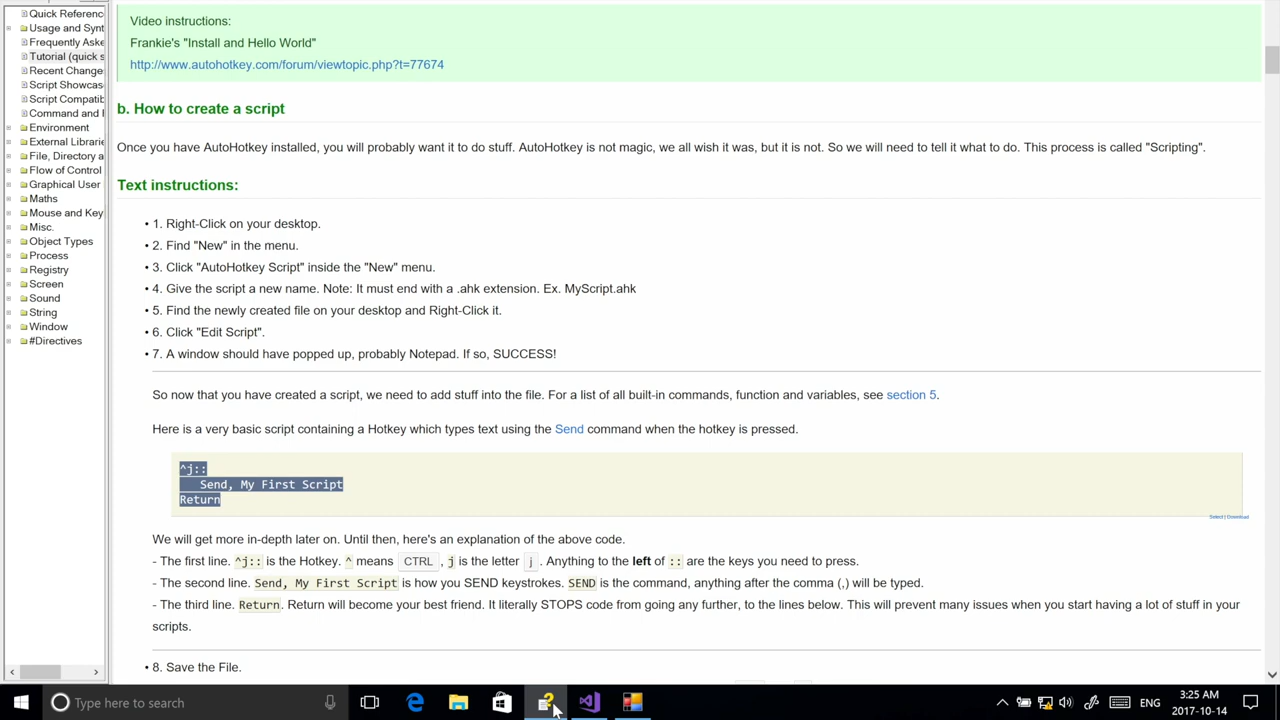 Quick Referenc
Usage and Synt
Frequently Aske
Tutorial (quick s
Recent Change
Script Showcas
Script Compatib
Command and I
Environment
External Librarie
File, Directory a
Flow of Control
Graphical User
Maths
Mouse and Key
Misc.
Object Types
Process
Registry
Screen
Sound
String
Window
#Directives
Video instructions:
Frankie's "Install and Hello World"
http://www.autohotkey.com/forum/viewtopic.php?t=77674
b. How to create a script
Once you have AutoHotkey installed, you will probably want it to do stuff. AutoHotkey is not magic, we all wish it was, but it is not. So we will need to tell it what to do. This process is called "Scripting".
Text instructions:
• 1. Right-Click on your desktop.
• 2. Find "New" in the menu.
• 3. Click "AutoHotkey Script" inside the "New" menu.
• 4. Give the script a new name. Note: It must end with a .ahk extension. Ex. MyScript.ahk
• 5. Find the newly created file on your desktop and Right-Click it.
• 6. Click "Edit Script".
• 7. A window should have popped up, probably Notepad. If so, SUCCESS!
So now that you have created a script, we need to add stuff into the file. For a list of all built-in commands, function and variables, see section 5.
Here is a very basic script containing a Hotkey which types text using the Send command when the hotkey is pressed.
^j::
Send, My First Script
Return
Select | Download
We will get more in-depth later on. Until then, here's an explanation of the above code.
- The first line. ^j:: is the Hotkey. ^ means CTRL, j is the letter j. Anything to the left of :: are the keys you need to press.
- The second line. Send, My First Script is how you SEND keystrokes. SEND is the command, anything after the comma (,) will be typed.
- The third line. Return. Return will become your best friend. It literally STOPS code from going any further, to the lines below. This will prevent many issues when you start having a lot of stuff in your
scripts.
• 8. Save the File.
Type here to search
ENG
3:25 AM
2017-10-14